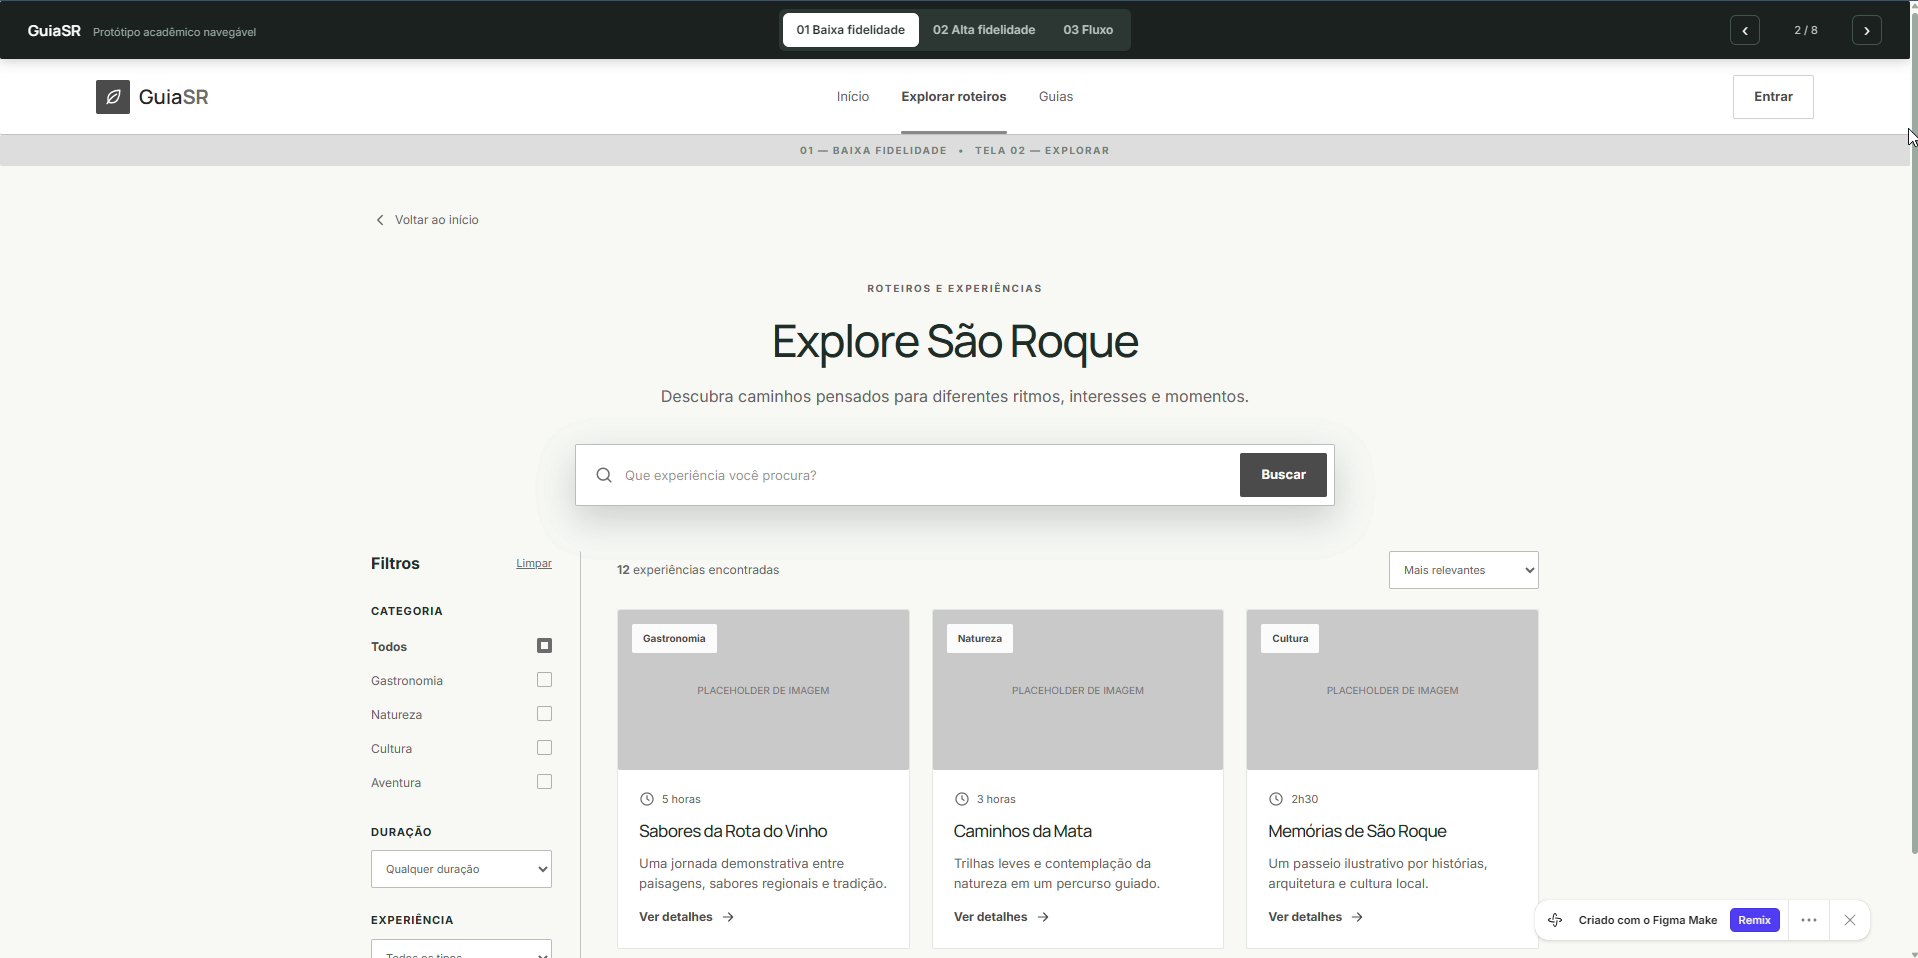 GuiaSR Protótipo acadêmico navegável
01 Baixa fidelidade 02 Alta fidelidade 03 Fluxo
2 / 8
GuiaSR
Início Explorar roteiros Guias
Entrar
01 — BAIXA FIDELIDADE • TELA 02 — EXPLORAR
Voltar ao início
ROTEIROS E EXPERIÊNCIAS
Explore São Roque
Descubra caminhos pensados para diferentes ritmos, interesses e momentos.
Que experiência você procura?
Buscar
Filtros Limpar
CATEGORIA
Todos
Gastronomia
Natureza
Cultura
Aventura
DURAÇÃO
Qualquer duração
EXPERIÊNCIA
Todos os tipos
12 experiências encontradas
Mais relevantes
Gastronomia
PLACEHOLDER DE IMAGEM
5 horas
Sabores da Rota do Vinho
Uma jornada demonstrativa entre
paisagens, sabores regionais e tradição.
Ver detalhes
Natureza
PLACEHOLDER DE IMAGEM
3 horas
Caminhos da Mata
Trilhas leves e contemplação da
natureza em um percurso guiado.
Ver detalhes
Cultura
PLACEHOLDER DE IMAGEM
2h30
Memórias de São Roque
Um passeio ilustrativo por histórias,
arquitetura e cultura local.
Ver detalhes
Criado com o Figma Make Remix